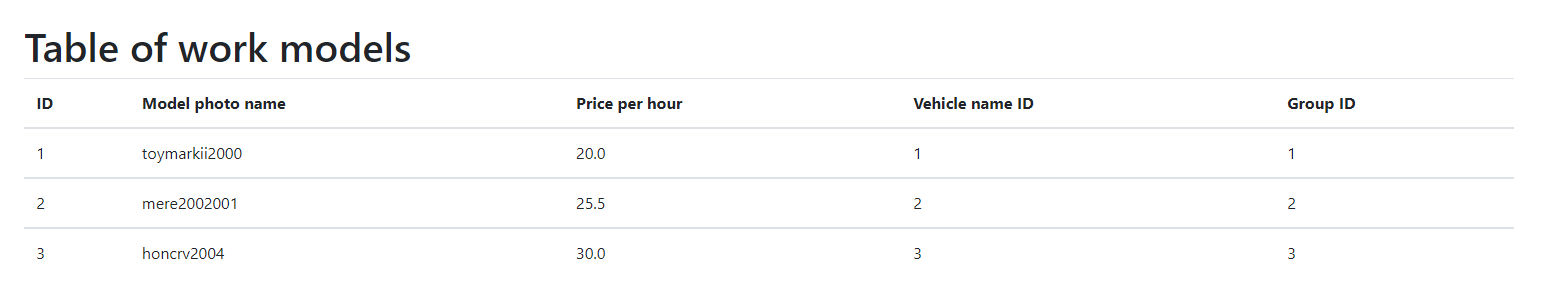 Table of work models
ID Model photo name Price per hour Vehicle name ID Group ID
1 toymarkii2000 20.0 1 1
2 mere2002001 25.5 2 2
3 honcrv2004 30.0 3 3